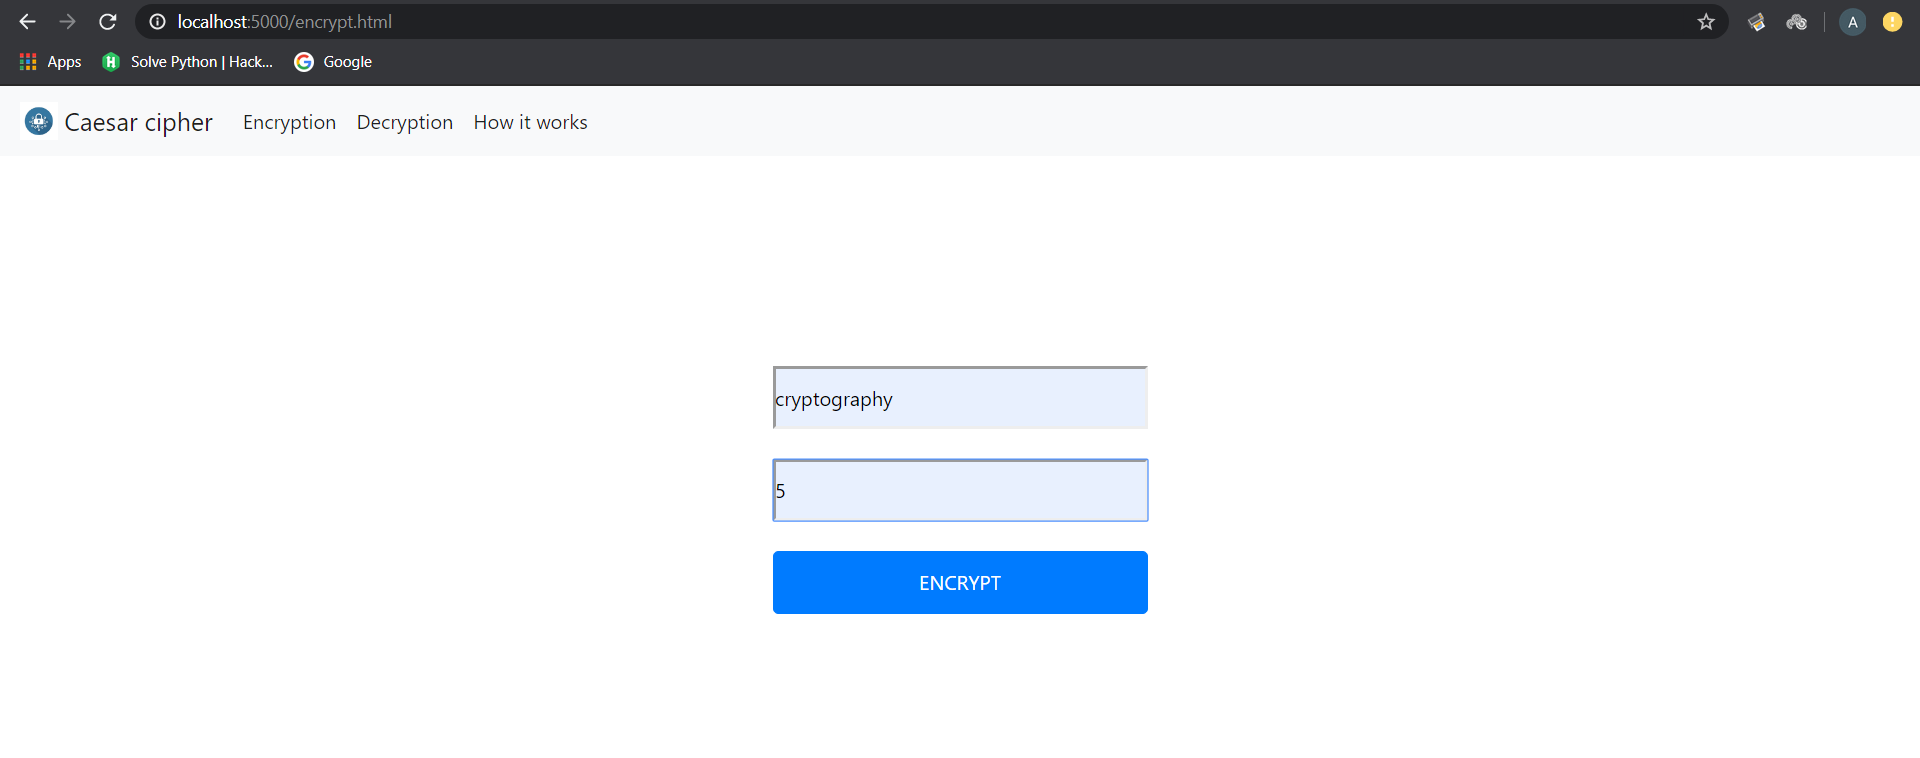 localhost:5000/encrypt.html
A
Apps Solve Python | Hack... Google
Caesar cipher Encryption Decryption How it works
cryptography
5
ENCRYPT